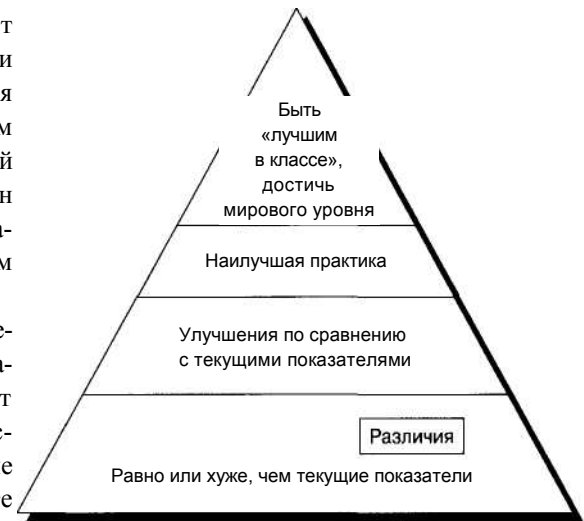 т
и
я
м
й
н
а-
м
е-
а-
т
е-
е
е
Быть
«лучшим
в классе»,
достичь
мирового уровня
Наилучшая практика
Улучшения по сравнению
с текущими показателями
Различия
Равно или хуже, чем текущие показатели